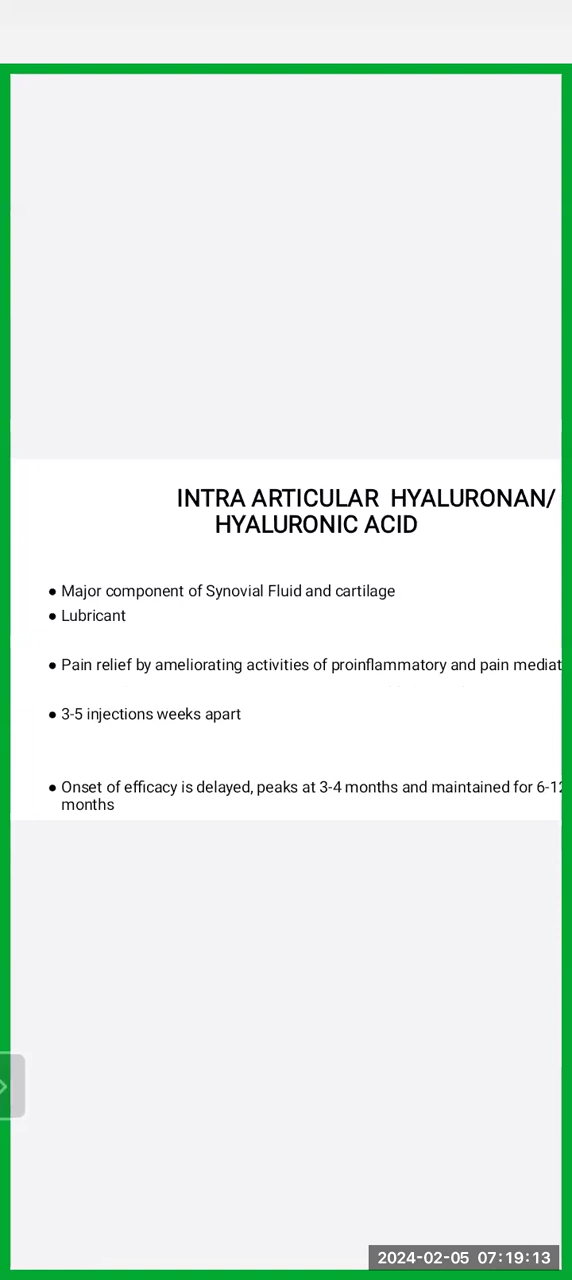 INTRA ARTICULAR HYALURONAN/
HYALURONIC ACID
● Major component of Synovial Fluid and cartilage
● Lubricant
● Pain relief by ameliorating activities of proinflammatory and pain mediat
● 3-5 injections weeks apart
● Onset of efficacy is delayed, peaks at 3-4 months and maintained for 6-12
months
2024-02-05 07:19:13